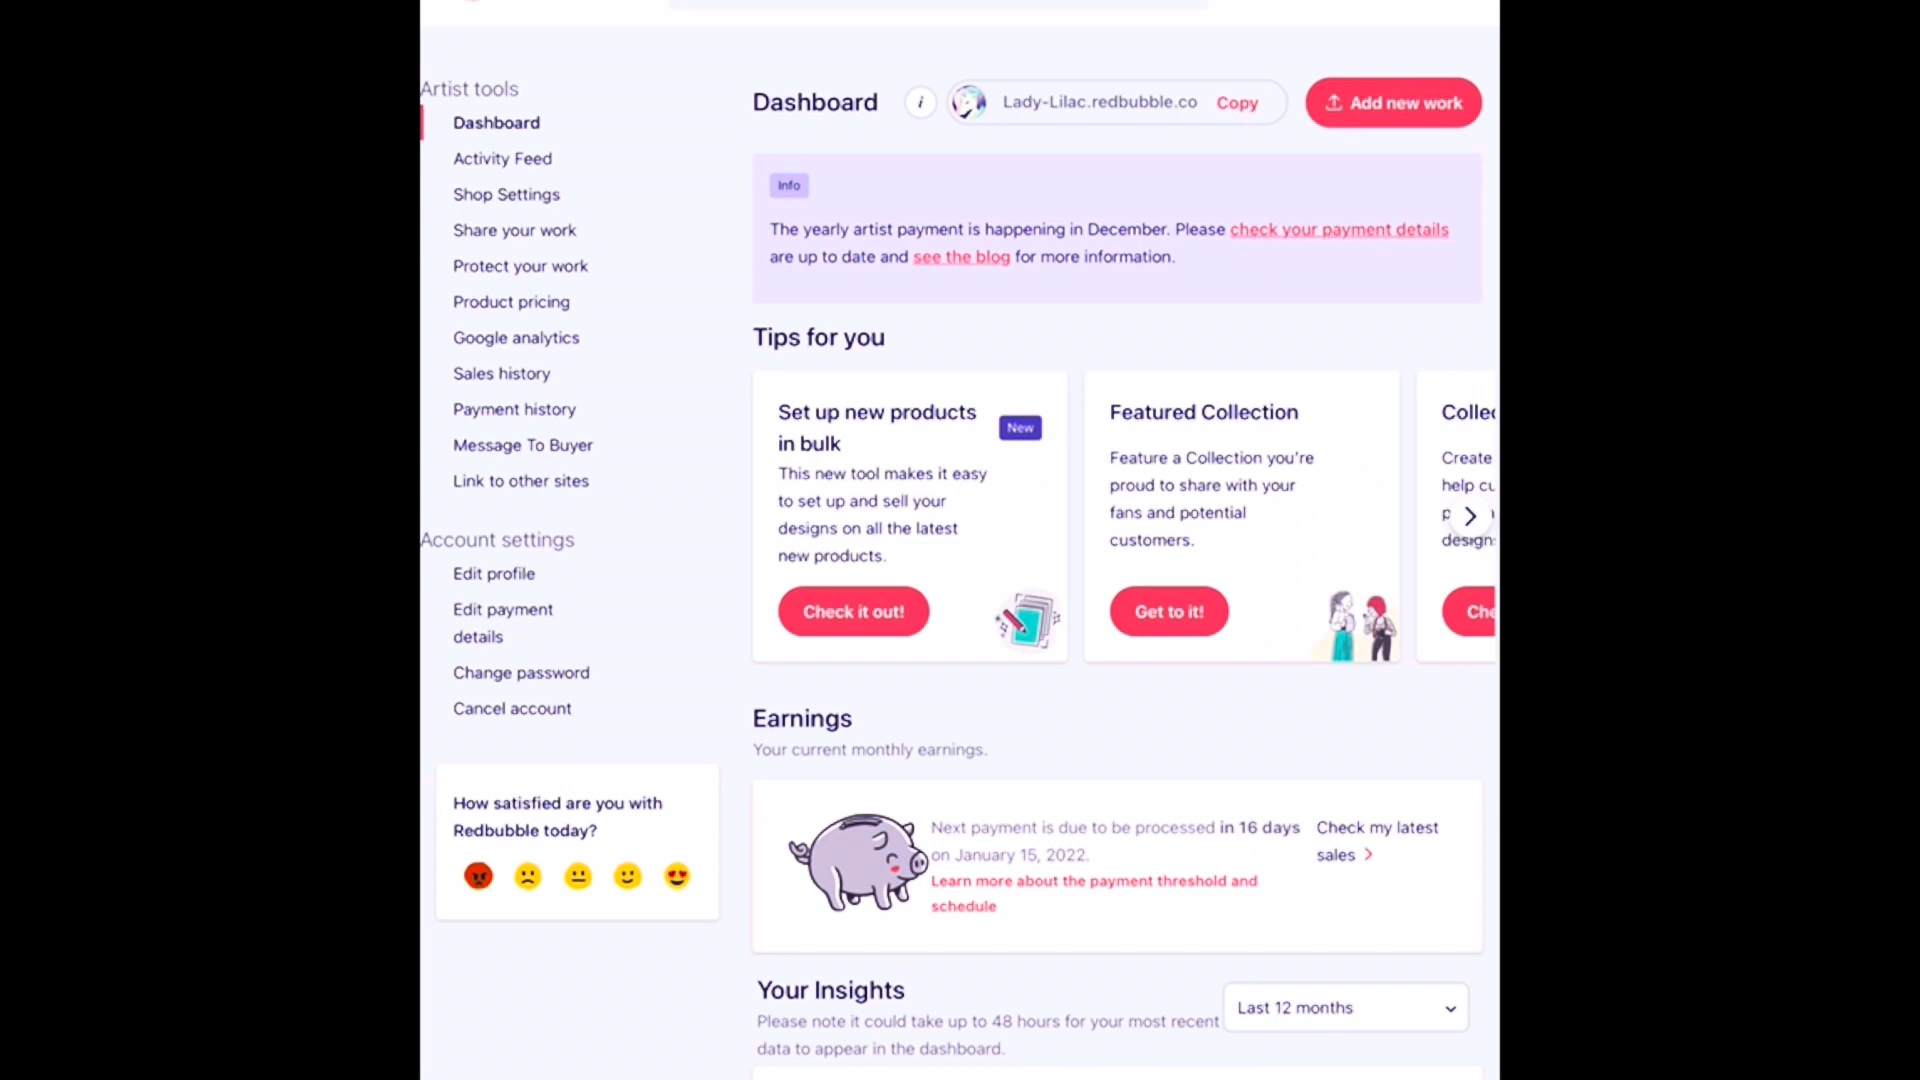 Artist tools
Dashboard
Activity Feed
Shop Settings
Share your work
Protect your work
Product pricing
Google analytics
Sales history
Payment history
Message To Buyer
Link to other sites
Account settings
Edit profile
Edit payment
details
Change password
Cancel account
How satisfied are you with
Redbubble today?
Dashboard
i
Lady-Lilac.redbubble.co
Copy
Add new work
Info
The yearly artist payment is happening in December. Please check your payment details
are up to date and see the blog for more information.
Tips for you
Set up new products
in bulk
New
This new tool makes it easy
to set up and sell your
designs on all the latest
new products.
Check it out!
Featured Collection
Feature a Collection you're
proud to share with your
fans and potential
customers.
Get to it!
Create
Earnings
Your current monthly earnings.
Next payment is due to be processed in 16 days
on January 15, 2022.
Learn more about the payment threshold and
schedule
Check my latest
sales
Your Insights
Please note it could take up to 48 hours for your most recent
data to appear in the dashboard.
Last 12 months